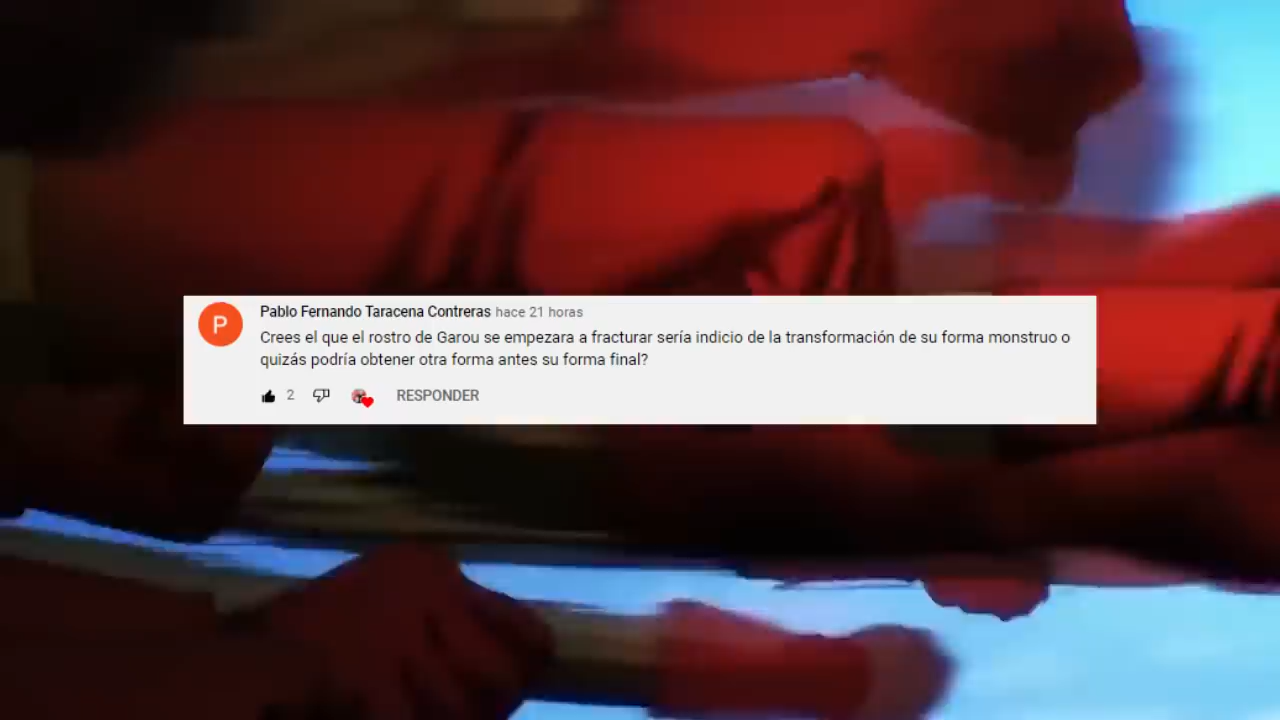 P
Pablo Fernando Taracena Contreras hace 21 horas
Crees el que el rostro de Garou se empezara a fracturar sería indicio de la transformación de su forma monstruo o
quizás podría obtener otra forma antes su forma final?
2 RESPONDER